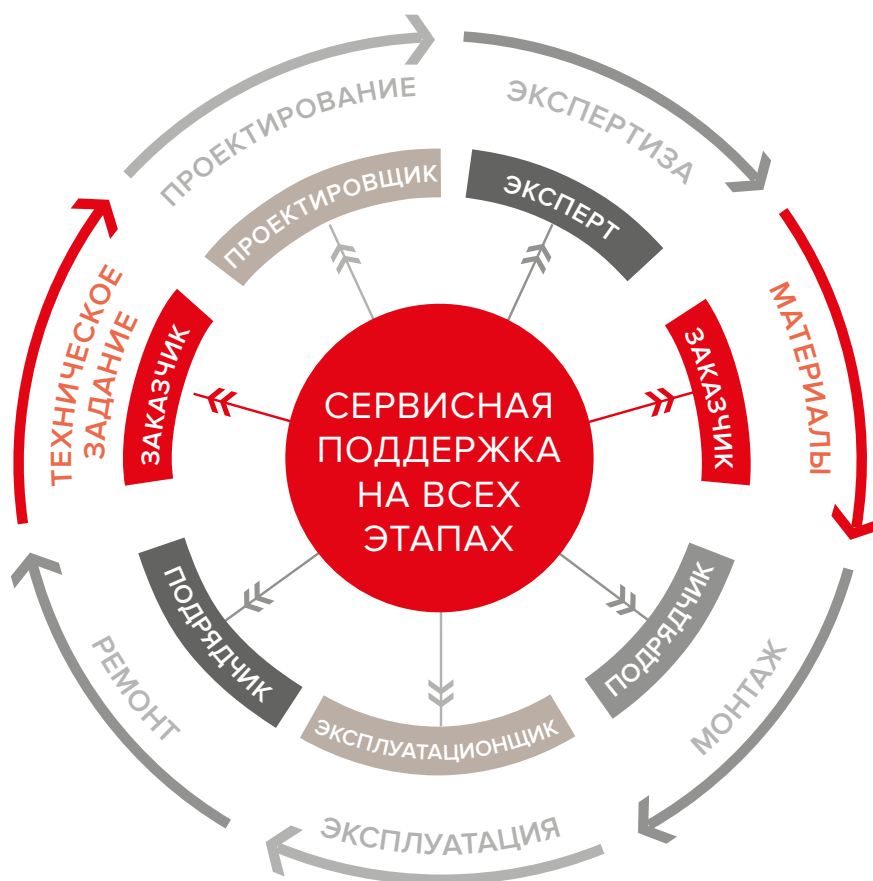 ПРОЕКТИРОВАНИЕ
ЭКСПЕРТИЗА
ПРОЕКТИРОВЩИК
ЭКСПЕРТ
ТЕХНИЧЕСКОЕ
ЗАДАНИЕ
ЗАКАЗЧИК
ЗАКАЗЧИК
МАТЕРИАЛЫ
СЕРВИСНАЯ
ПОДДЕРЖКА
НА ВСЕХ
ЭТАПАХ
ПОДРЯДЧИК
ПОДРЯДЧИК
РЕМОНТ
МОНТАЖ
ЭКСПЛУАТАЦИОНЩИК
ЭКСПЛУАТАЦИЯ